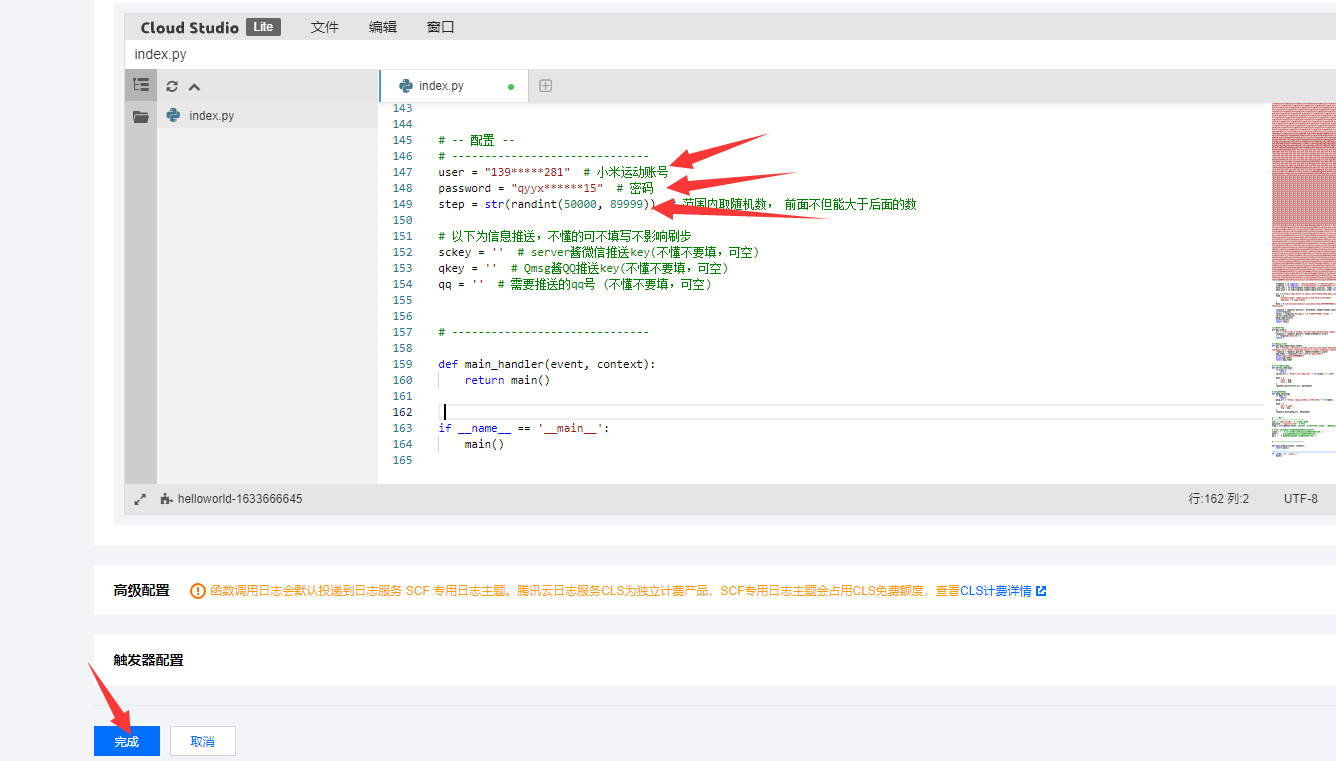 Cloud Studio Lite 文件 编辑 窗口
index.py
index.py
index.py
143
144
145 # -- 配置 --
146 # ------------------------------
147 user = "139*****281" # 小米运动账号
148 password = "qyyx******15" # 密码
149 step = str(randint(50000, 89999)) 范围内取随机数, 前面不但能大于后面的数
150
151 # 以下为信息推送,不懂的可不填写不影响刷步
152 sckey = '' # server酱微信推送key(不懂不要填,可空)
153 qkey = '' # Qmsg酱QQ推送key(不懂不要填,可空)
154 qq = '' # 需要推送的qq号 (不懂不要填,可空)
155
156
157 # ------------------------------
158
159 def main_handler(event, context):
160 return main()
161
162
163 if __name__ == '__main__':
164 main()
165
helloworld-1633666645 行:162 列:2 UTF-8
高级配置 函数调用日志会默认投递到日志服务 SCF 专用日志主题。腾讯云日志服务CLS为独立计费产品,SCF专用日志主题会占用CLS免费额度,查看CLS计费详情
触发器配置
完成 取消